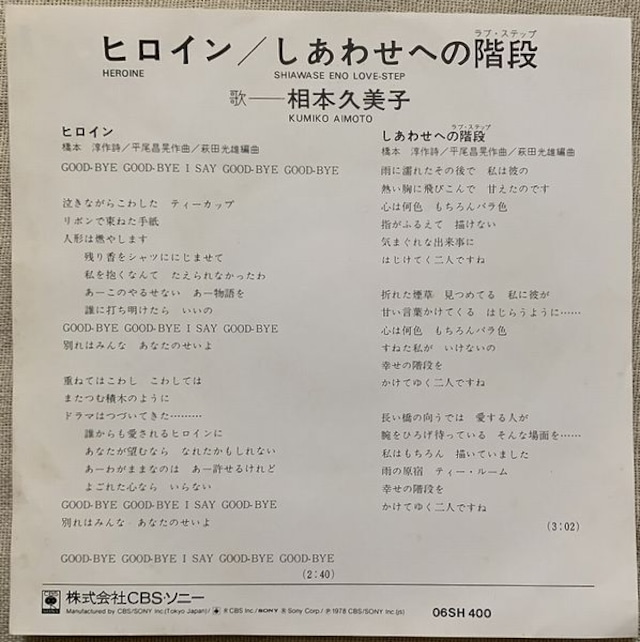 ヒロイン／しあわせへの階段
ラブ・ステップ
HEROINE
SHIAWASE ENO LOVE-STEP
歌──相本久美子
KUMIKO AIMOTO
ヒロイン
橋本 淳作詩／平尾昌晃作曲／萩田光雄編曲
GOOD-BYE GOOD-BYE I SAY GOOD-BYE GOOD-BYE
泣きながらこわした ティーカップ
リボンで束ねた手紙
人形は燃やします
残り香をシャツににじませて
私を抱くなんて たえられなかったわ
あーこのやるせない あー物語を
誰に打ち明けたら いいの
GOOD-BYE GOOD-BYE I SAY GOOD-BYE
別れはみんな あなたのせいよ
重ねてはこわし こわしては
またつむ積木のように
ドラマはつづいてきた………
誰からも愛されるヒロインに
あなたが望むなら なれたかもしれない
あーわがままなのは あー許せるけれど
よごれた心なら いらない
GOOD-BYE GOOD-BYE I SAY GOOD-BYE
別れはみんな あなたのせいよ
GOOD-BYE GOOD-BYE I SAY GOOD-BYE GOOD-BYE
(2:40)
しあわせへの階段
ラブ・ステップ
橋本 淳作詩／平尾昌晃作曲／萩田光雄編曲
雨に濡れたその後で 私は彼の
熱い胸に飛びこんで 甘えたのです
心は何色 もちろんバラ色
指がふるえて 描けない
気まぐれな出来事に
はじけてく二人ですね
折れた煙草 見つめてる 私に彼が
甘い言葉かけてくる はじらうように……
心は何色 もちろんバラ色
すねた私が いけないの
幸せの階段を
かけてゆく二人ですね
長い橋の向うでは 愛する人が
腕をひろげ待っている そんな場面を……
私はもちろん 描いていました
雨の原宿 ティー・ルーム
幸せの階段を
かけてゆく二人ですね
(3:02)
株式会社CBS・ソニー
Manufactured by CBS/SONY Inc.(Tokyo Japan)／ ® CBS Inc／SONY ® Sony Corp.／℗1978 CBS/SONY Inc.(js)
06SH 400